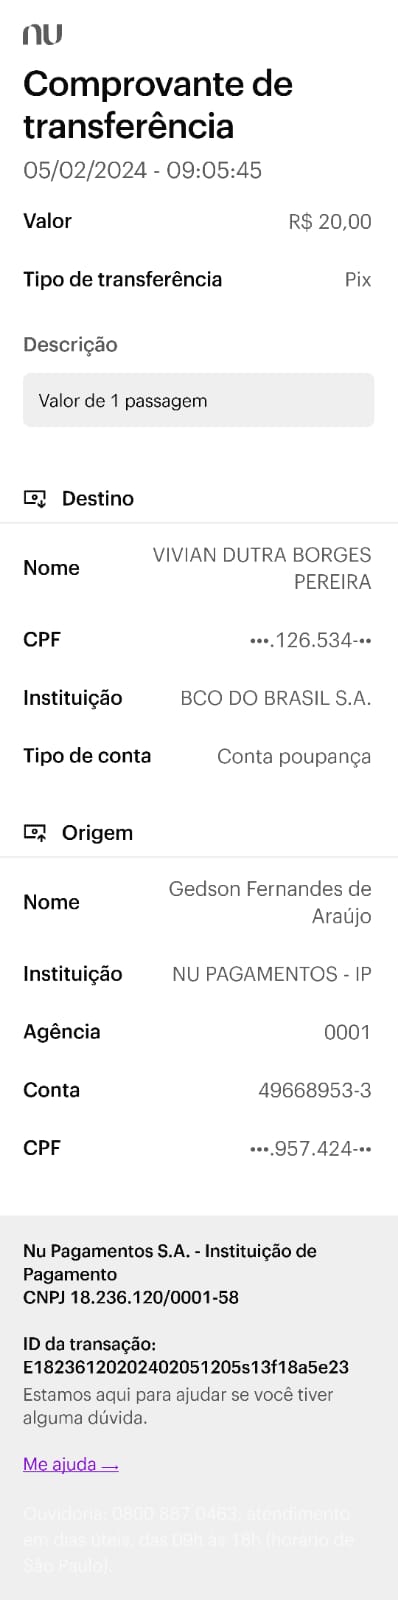 nu
Comprovante de
transferência
05/02/2024 - 09:05:45
Valor R$ 20,00
Tipo de transferência Pix
Descrição
Valor de 1 passagem
Destino
Nome VIVIAN DUTRA BORGES
PEREIRA
CPF •••.126.534-••
Instituição BCO DO BRASIL S.A.
Tipo de conta Conta poupança
Origem
Nome Gedson Fernandes de
Araújo
Instituição NU PAGAMENTOS - IP
Agência 0001
Conta 49668953-3
CPF •••.957.424-••
Nu Pagamentos S.A. - Instituição de
Pagamento
CNPJ 18.236.120/0001-58
ID da transação:
E18236120202402051205s13f18a5e23
Estamos aqui para ajudar se você tiver
alguma dúvida.
Me ajuda →
Ouvidoria: 0800 887 0463, atendimento
em dias úteis, das 09h às 18h (horário de
São Paulo).